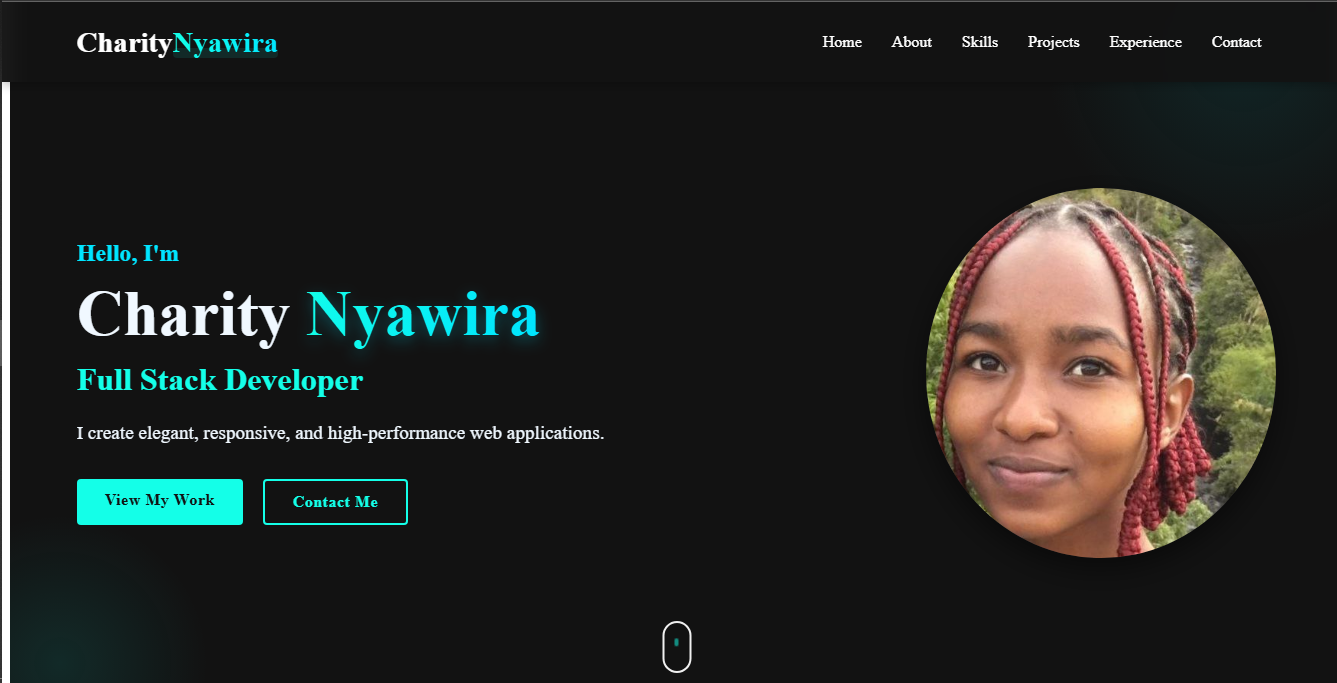 CharityNyawira
Home About Skills Projects Experience Contact
Hello, I'm
Charity Nyawira
Full Stack Developer
I create elegant, responsive, and high-performance web applications.
View My Work
Contact Me